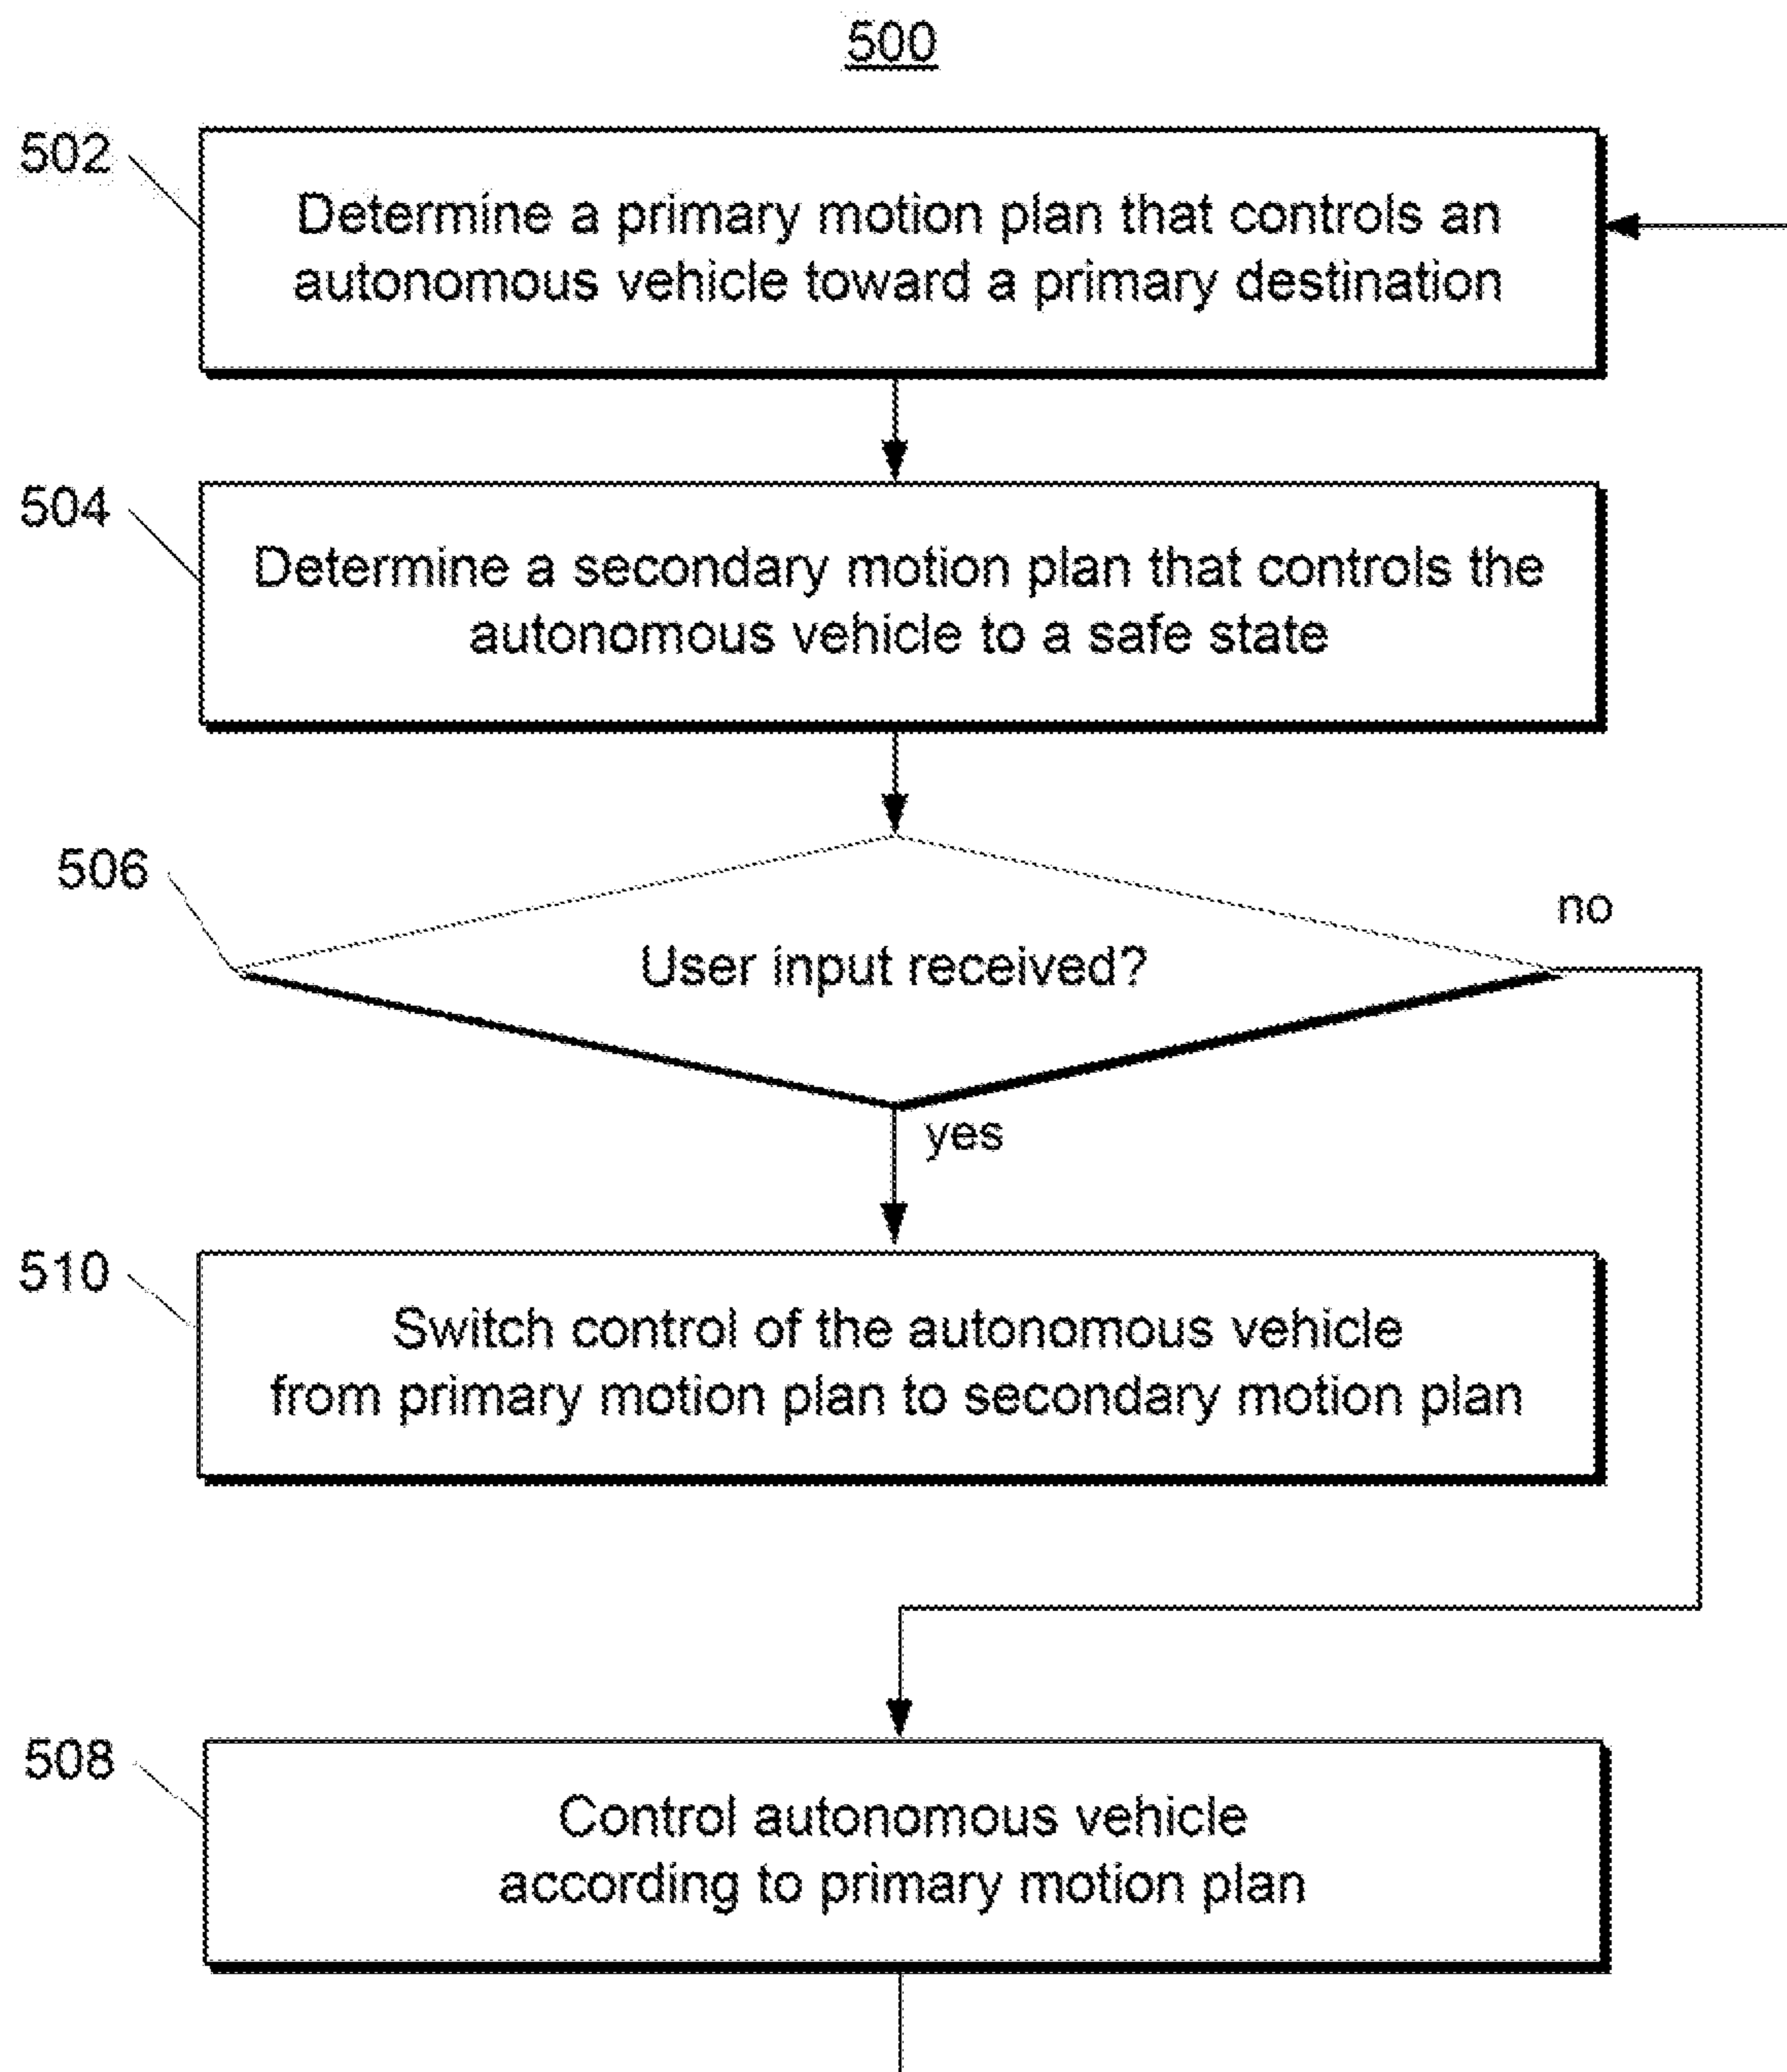 500
502
Determine a primary motion plan that controls an
autonomous vehicle toward a primary destination
504
Determine a secondary motion plan that controls the
autonomous vehicle to a safe state
506
User input received?
no
yes
510
Switch control of the autonomous vehicle
from primary motion plan to secondary motion plan
508
Control autonomous vehicle
according to primary motion plan